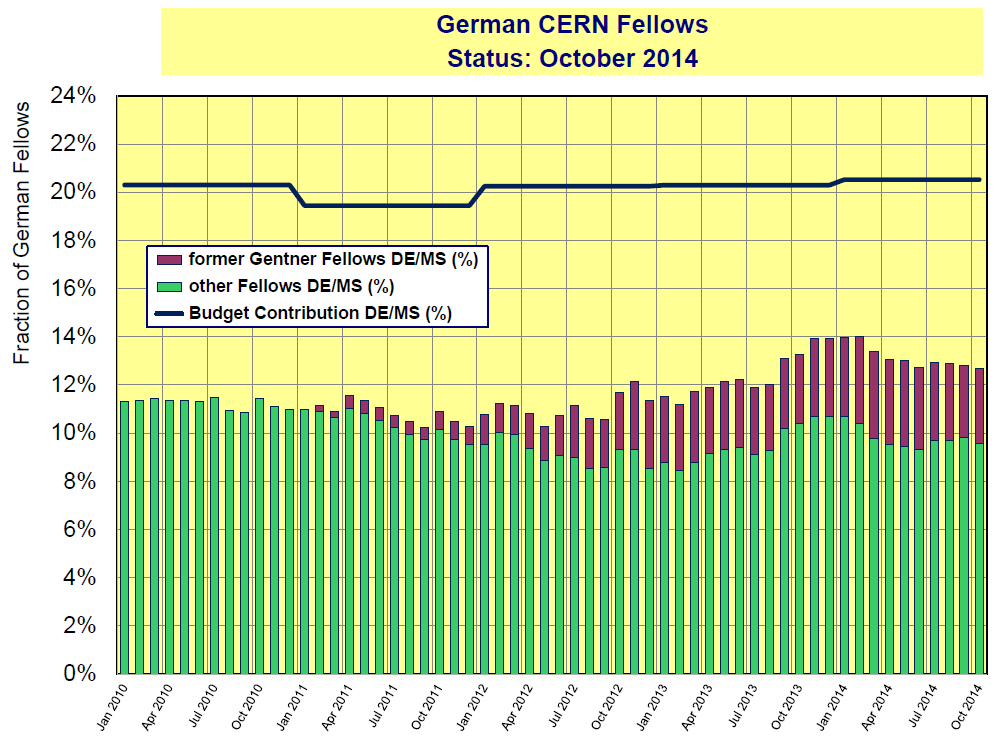 German CERN Fellows
Status: October 2014
Fraction of German Fellows
24%
22%
20%
18%
16%
14%
12%
10%
8%
6%
4%
2%
0%
former Gentner Fellows DE/MS (%)
other Fellows DE/MS (%)
Budget Contribution DE/MS (%)
Jan 2010
Apr 2010
Jul 2010
Oct 2010
Jan 2011
Apr 2011
Jul 2011
Oct 2011
Jan 2012
Apr 2012
Jul 2012
Oct 2012
Jan 2013
Apr 2013
Jul 2013
Oct 2013
Jan 2014
Apr 2014
Jul 2014
Oct 2014